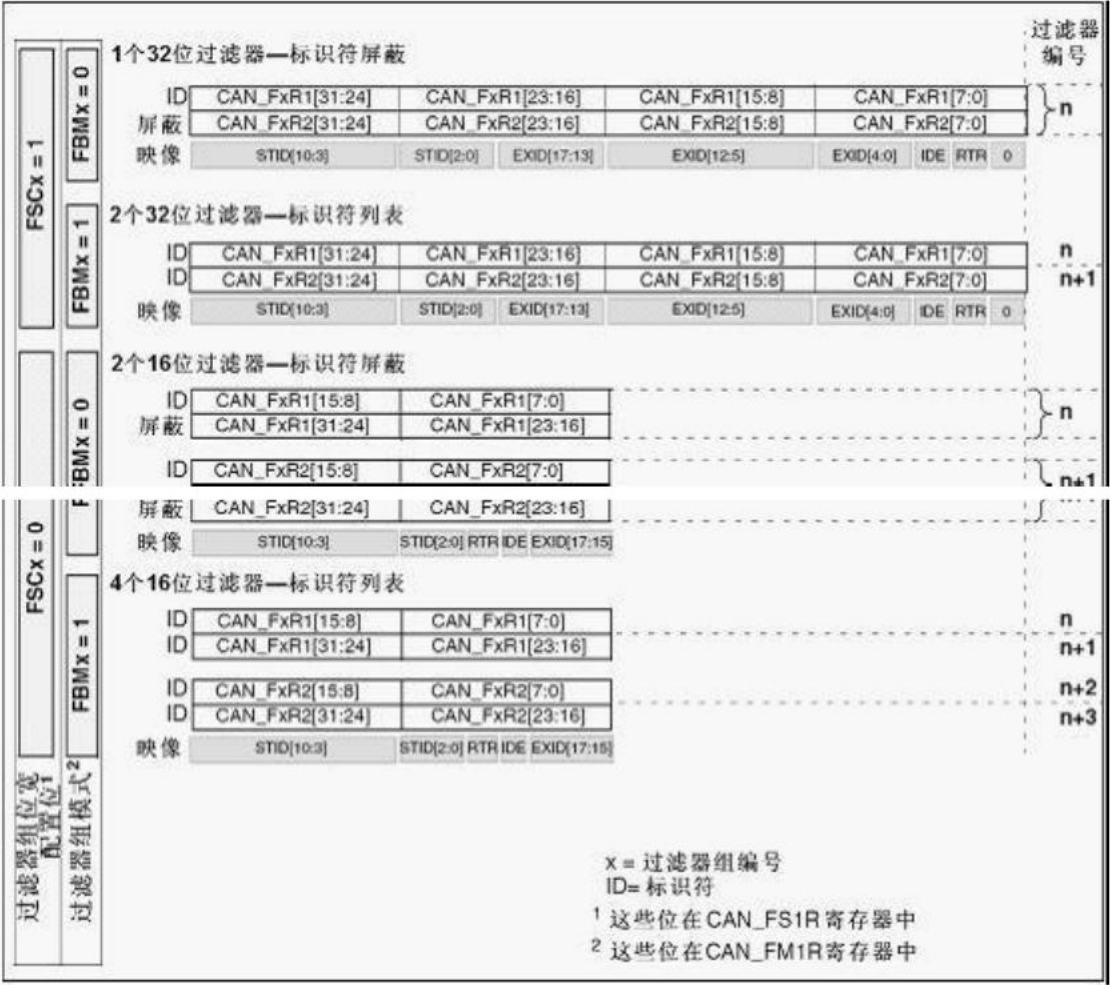 过滤器
编号
FSCx = 1
FBMx = 0
1个32位过滤器—标识符屏蔽
ID CAN_FxR1[31:24] CAN_FxR1[23:16] CAN_FxR1[15:8] CAN_FxR1[7:0] n
屏蔽 CAN_FxR2[31:24] CAN_FxR2[23:16] CAN_FxR2[15:8] CAN_FxR2[7:0]
映像 STID[10:3] STID[2:0] EXID[17:13] EXID[12:5] EXID[4:0] IDE RTR 0
FBMx = 1
2个32位过滤器—标识符列表
ID CAN_FxR1[31:24] CAN_FxR1[23:16] CAN_FxR1[15:8] CAN_FxR1[7:0] n
ID CAN_FxR2[31:24] CAN_FxR2[23:16] CAN_FxR2[15:8] CAN_FxR2[7:0] n+1
映像 STID[10:3] STID[2:0] EXID[17:13] EXID[12:5] EXID[4:0] IDE RTR 0
FSCx = 0
FBMx = 0
2个16位过滤器—标识符屏蔽
ID CAN_FxR1[15:8] CAN_FxR1[7:0] n
屏蔽 CAN_FxR1[31:24] CAN_FxR1[23:16]
ID CAN_FxR2[15:8] CAN_FxR2[7:0] n+1
屏蔽 CAN_FxR2[31:24] CAN_FxR2[23:16]
映像 STID[10:3] STID[2:0] RTR IDE EXID[17:15]
FBMx = 1
4个16位过滤器—标识符列表
ID CAN_FxR1[15:8] CAN_FxR1[7:0] n
ID CAN_FxR1[31:24] CAN_FxR1[23:16] n+1
ID CAN_FxR2[15:8] CAN_FxR2[7:0] n+2
ID CAN_FxR2[31:24] CAN_FxR2[23:16] n+3
映像 STID[10:3] STID[2:0] RTR IDE EXID[17:15]
过滤器组位宽
配置位1
过滤器组模式2
x = 过滤器组编号
ID= 标识符
1 这些位在CAN_FS1R寄存器中
2 这些位在CAN_FM1R寄存器中